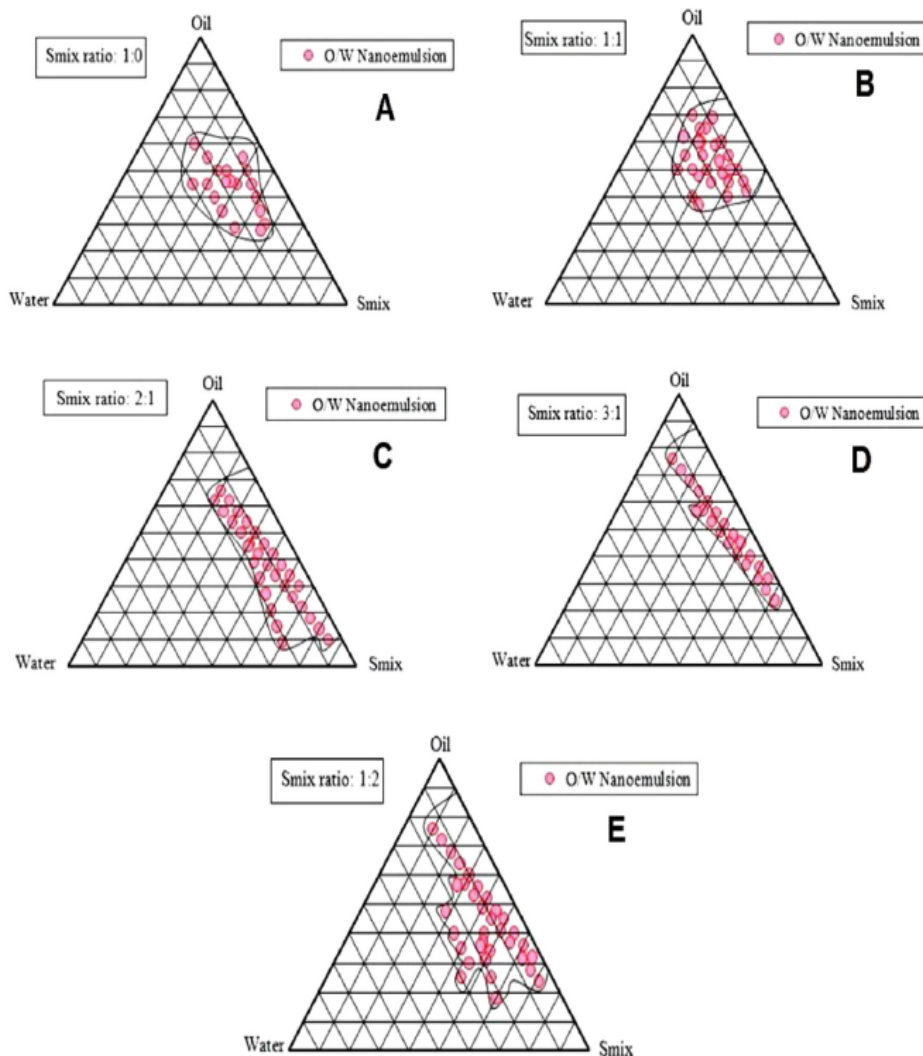 Oil
Smix ratio: 1:0
O/W Nanoemulsion
A
Water
Smix
Oil
Smix ratio: 1:1
O/W Nanoemulsion
B
Water
Smix
Oil
Smix ratio: 2:1
O/W Nanoemulsion
C
Water
Smix
Oil
Smix ratio: 3:1
O/W Nanoemulsion
D
Water
Smix
Oil
Smix ratio: 1:2
O/W Nanoemulsion
E
Water
Smix